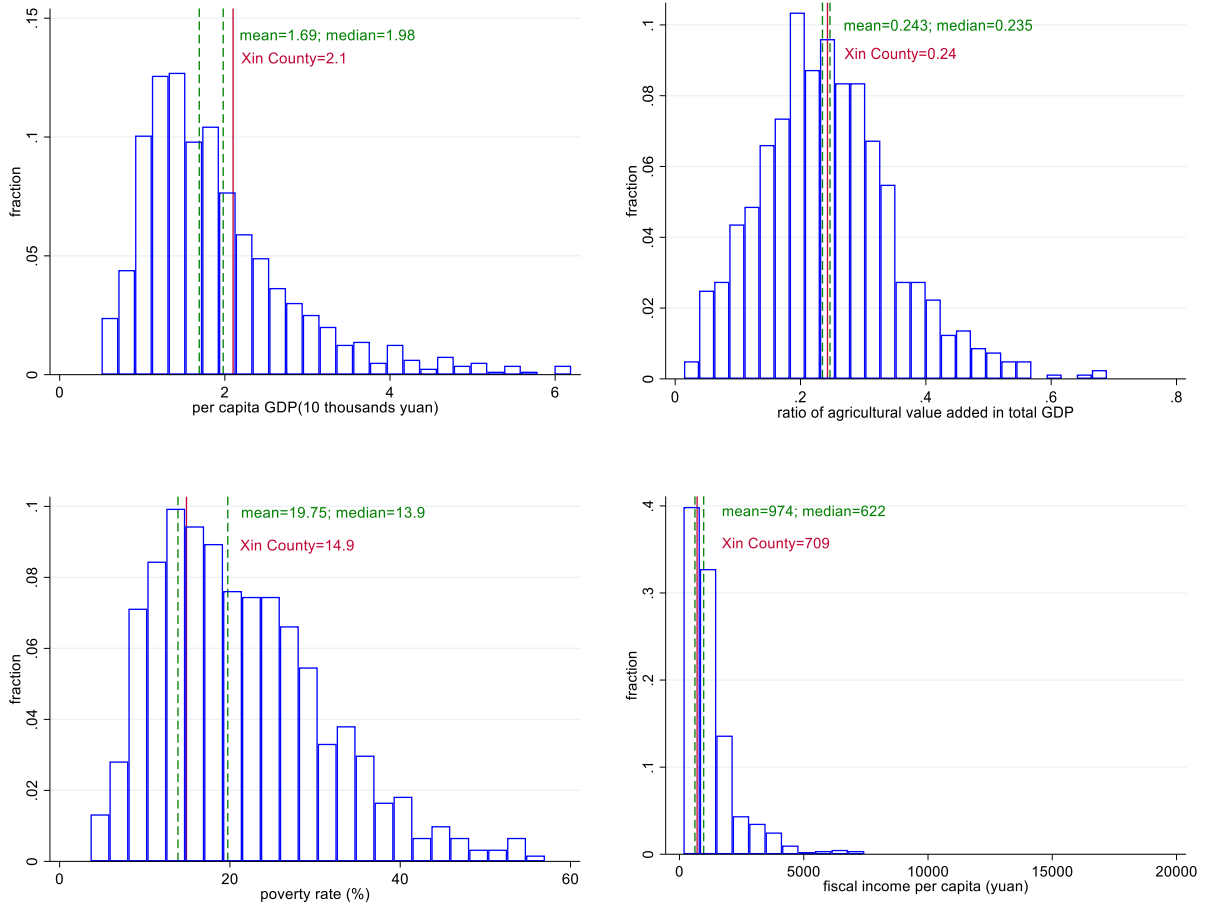 mean=1.69; median=1.98
Xin County=2.1
fraction
0
.05
.1
.15
0
2
4
6
per capita GDP(10 thousands yuan)
mean=0.243; median=0.235
Xin County=0.24
fraction
0
.02
.04
.06
.08
.1
0
.2
.4
.6
.8
ratio of agricultural value added in total GDP
mean=19.75; median=13.9
Xin County=14.9
fraction
0
.02
.04
.06
.08
.1
0
20
40
60
poverty rate (%)
mean=974; median=622
Xin County=709
fraction
0
.1
.2
.3
.4
0
5000
10000
15000
20000
fiscal income per capita (yuan)